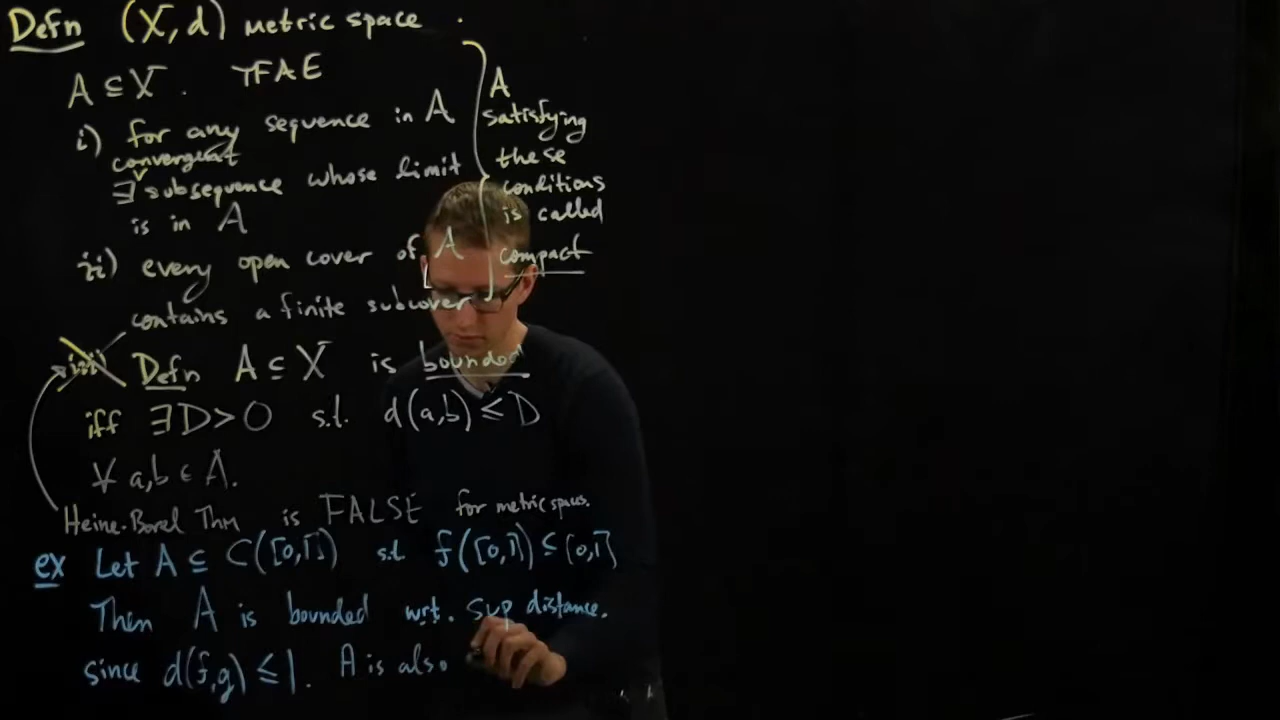 Defn (X, d) metric space .
A ⊆ X . TFAE
i) for any sequence in A
convergent
∃ ˅ subsequence whose limit
is in A
ii) every open cover of A
contains a finite subcover
A
satisfying
these
conditions
is called
compact
iii) Defn A ⊆ X is bounded
iff ∃D > 0 s.t. d(a,b) ≤ D
∀ a,b ∈ A.
Heine-Borel Thm is FALSE for metric spaces.
ex Let A ⊆ C([0,1]) s.t. f([0,1]) ⊆ [0,1]
Then A is bounded wrt. sup distance.
since d(f,g) ≤ 1. A is also